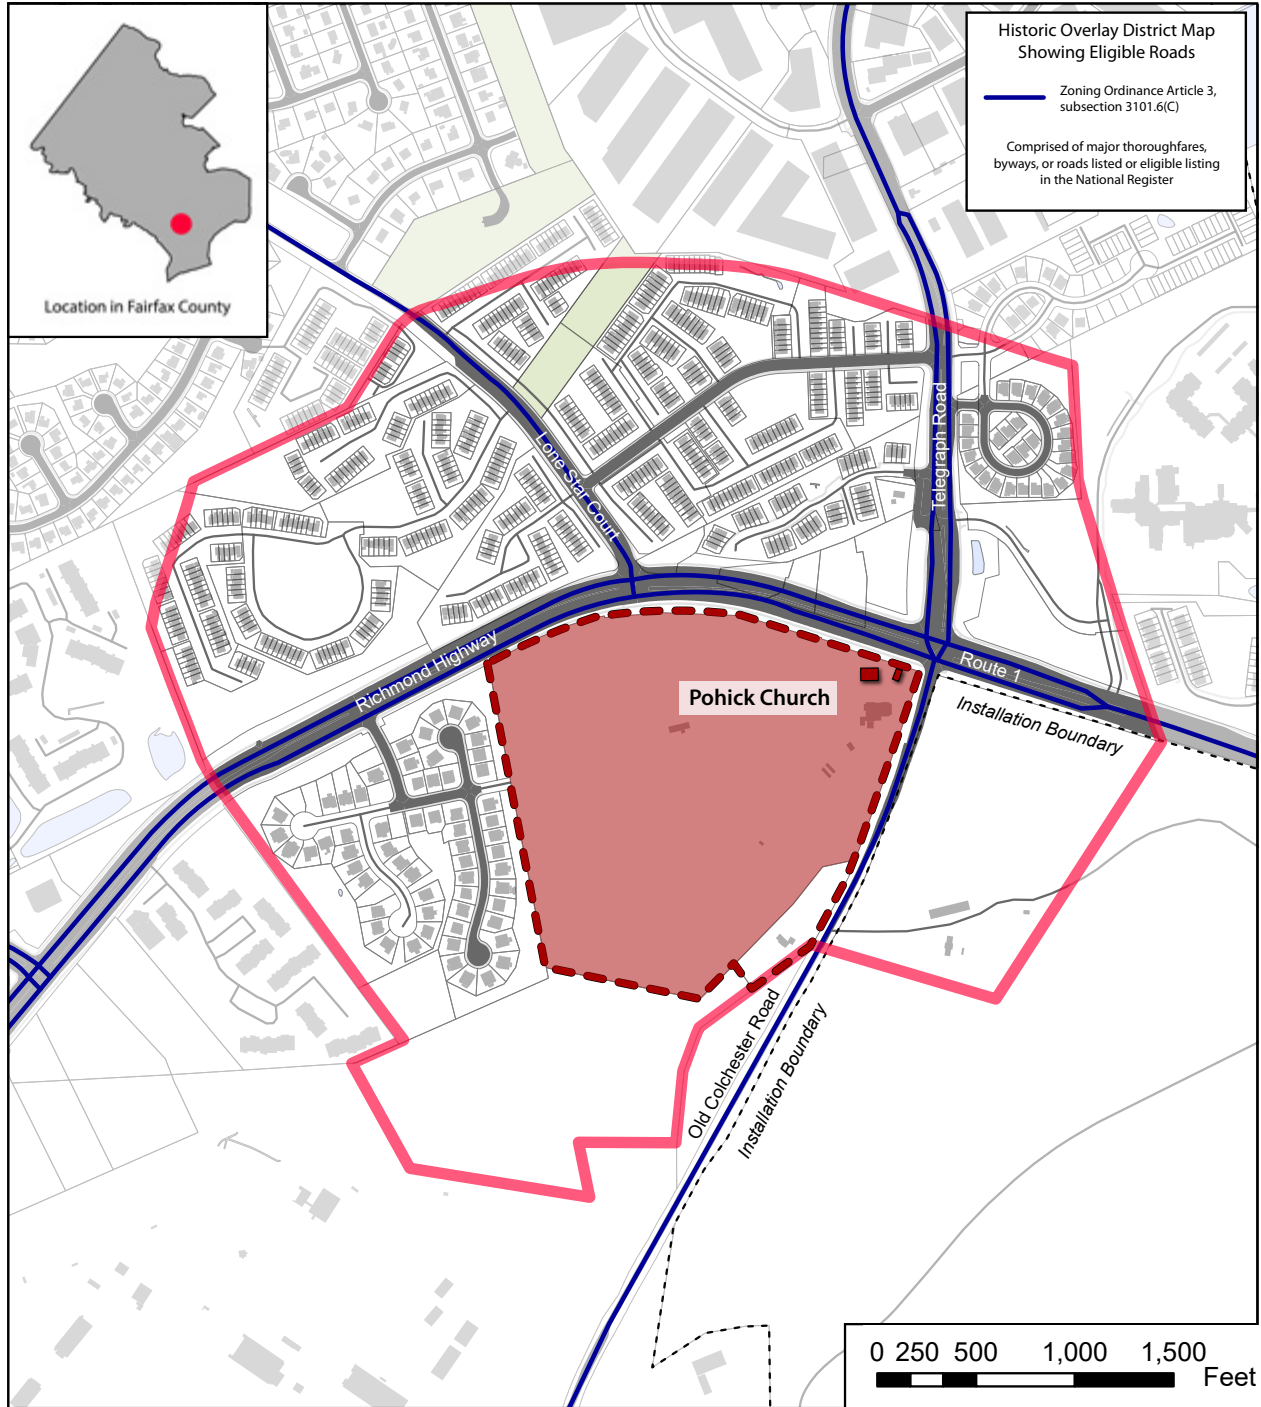 Location in Fairfax County
Historic Overlay District Map
Showing Eligible Roads
Zoning Ordinance Article 3,
subsection 3101.6(C)
Comprised of major thoroughfares,
byways, or roads listed or eligible listing
in the National Register
Lone Star Court
Telegraph Road
Richmond Highway
Route 1
Pohick Church
Installation Boundary
Old Colchester Road
Installation Boundary
0 250 500 1,000 1,500
Feet